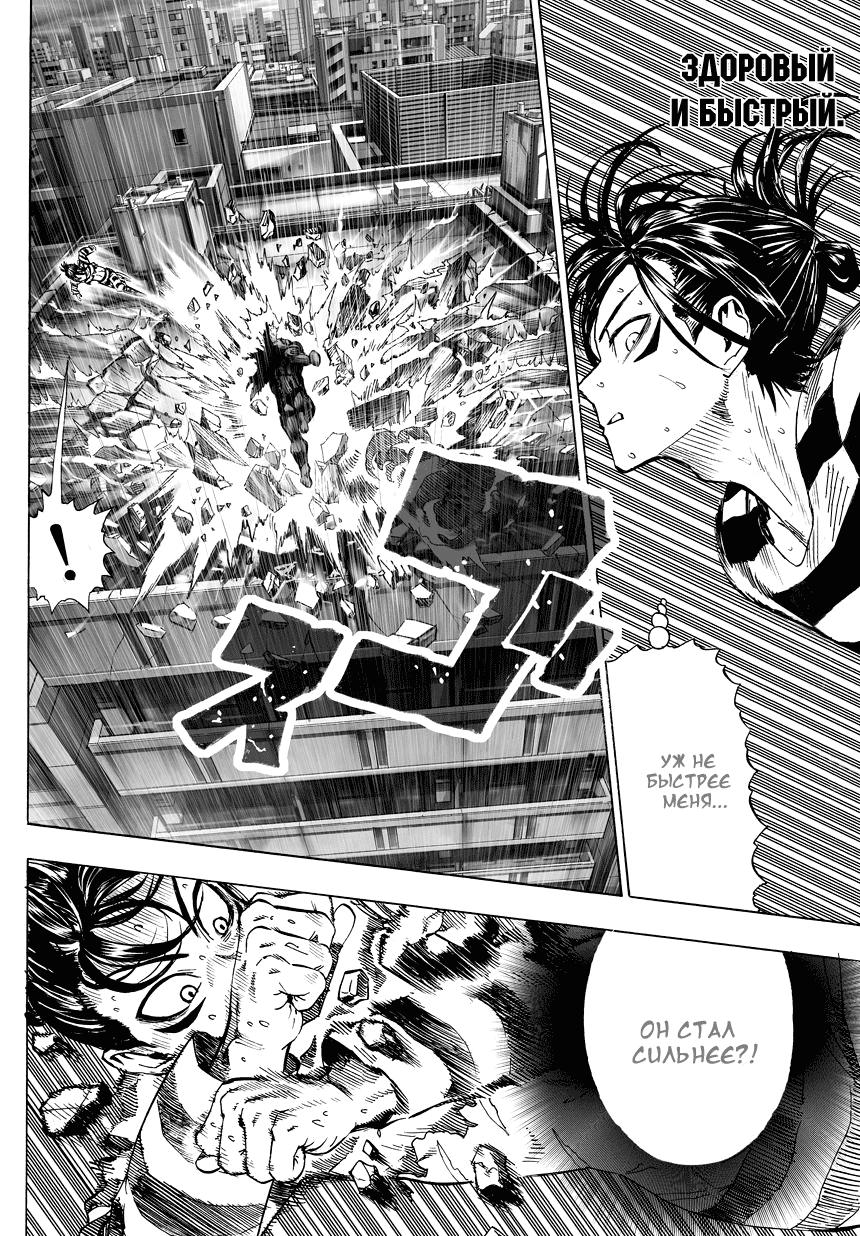 ЗДОРОВЫЙ
И БЫСТРЫЙ.
!
УЖ НЕ
БЫСТРЕЕ
МЕНЯ...
ОН СТАЛ
СИЛЬНЕЕ?!